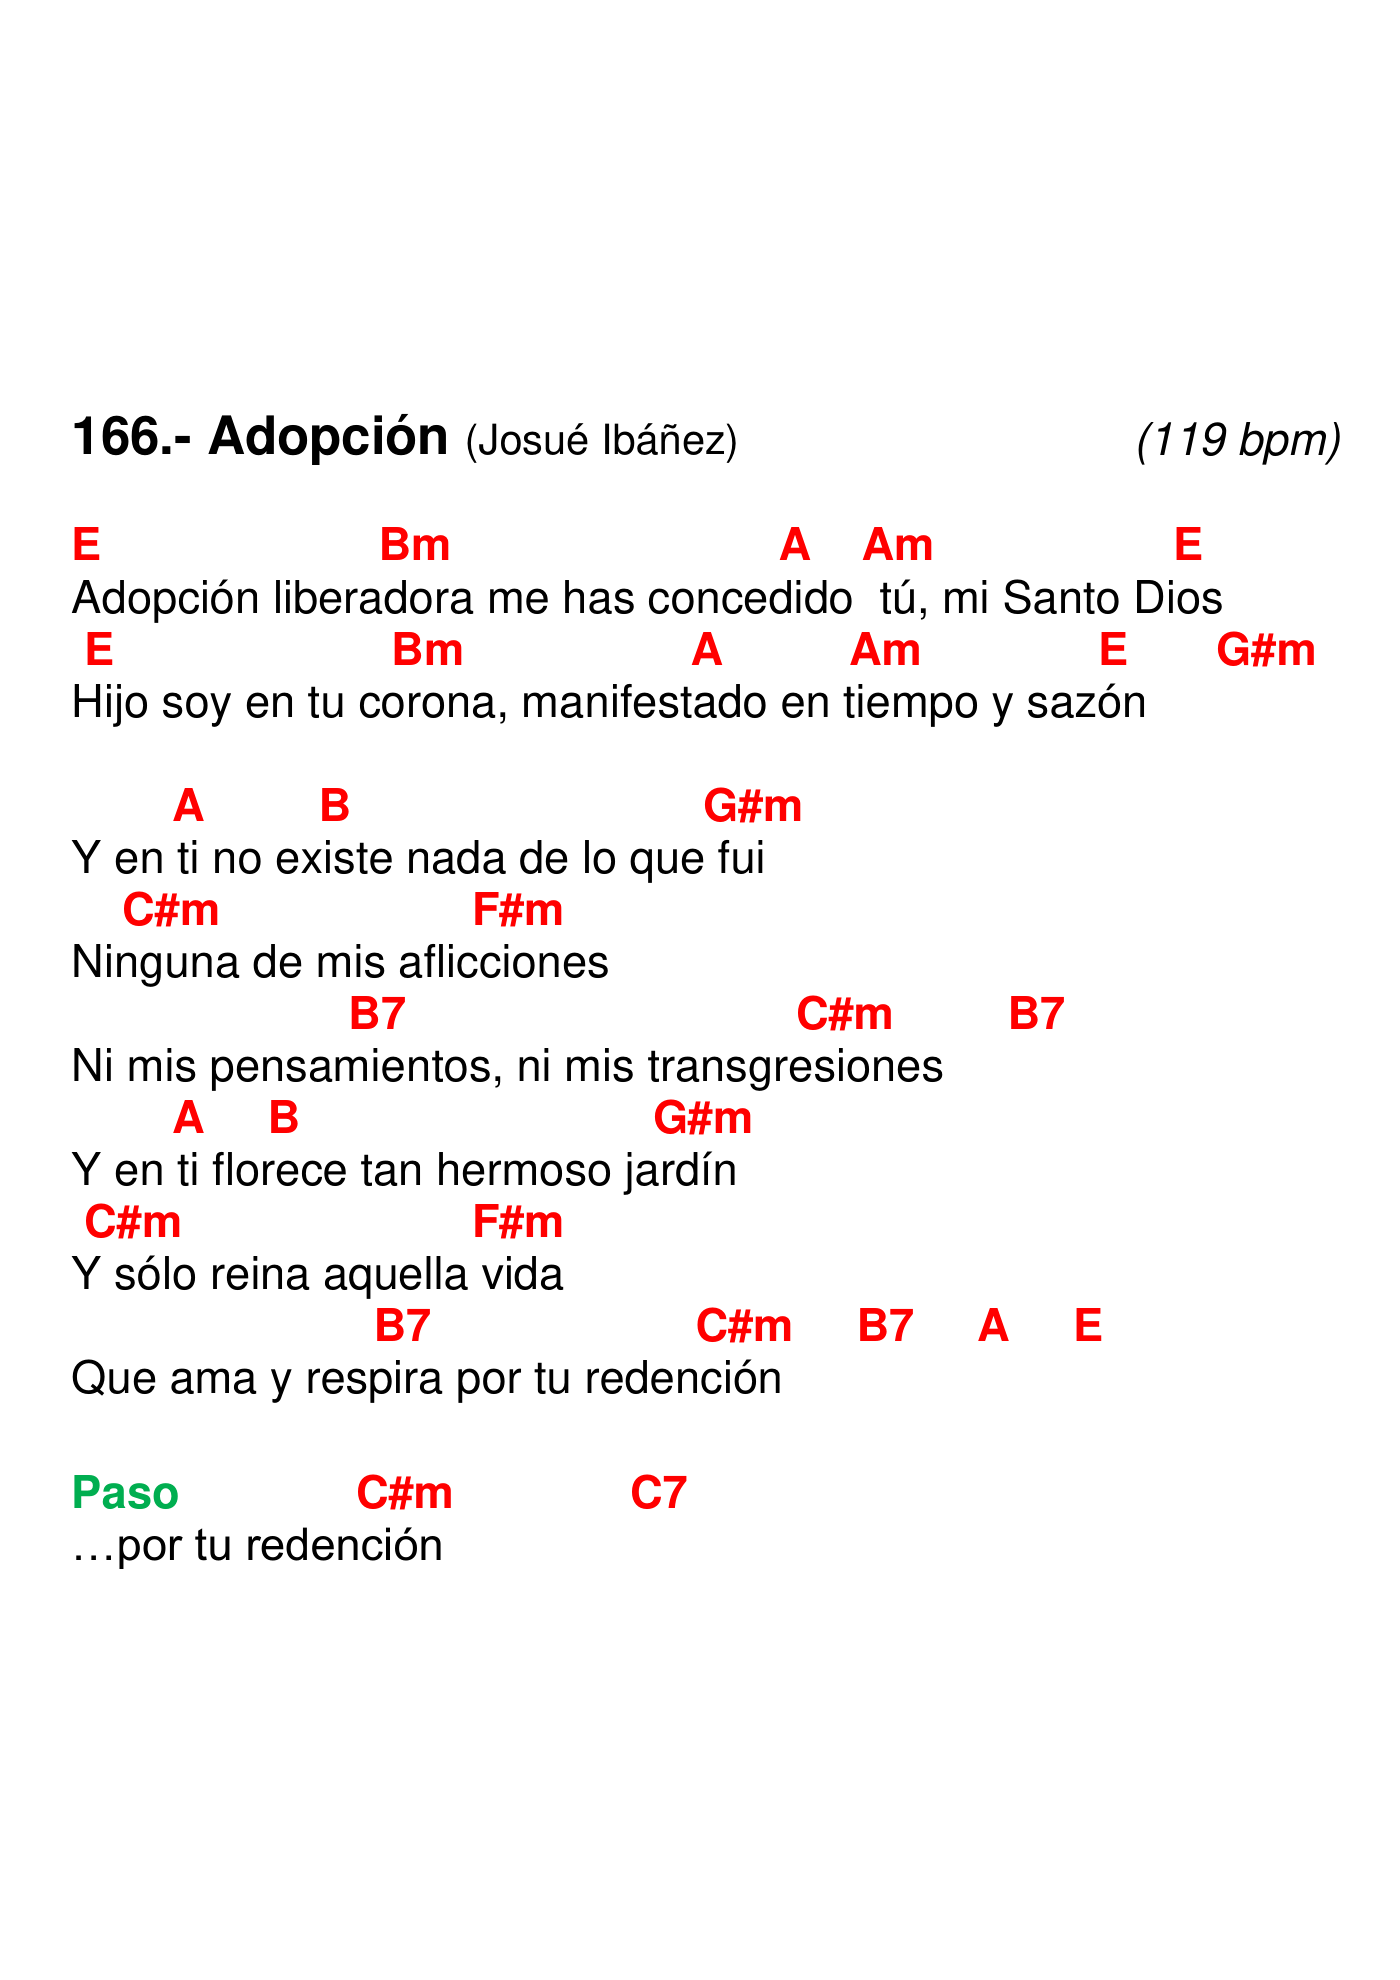 166.- Adopción (Josué Ibáñez) (119 bpm)
E Bm A Am E
Adopción liberadora me has concedido tú, mi Santo Dios
E Bm A Am E G#m
Hijo soy en tu corona, manifestado en tiempo y sazón
A B G#m
Y en ti no existe nada de lo que fui
C#m F#m
Ninguna de mis aflicciones
B7 C#m B7
Ni mis pensamientos, ni mis transgresiones
A B G#m
Y en ti florece tan hermoso jardín
C#m F#m
Y sólo reina aquella vida
B7 C#m B7 A E
Que ama y respira por tu redención
Paso C#m C7
…por tu redención